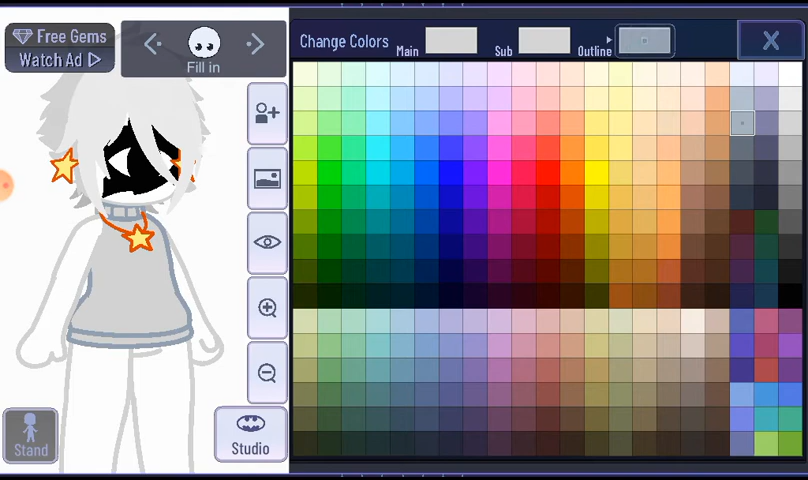 Free Gems
Watch Ad
Fill in
Change Colors
Main
Sub
Outline
X
Stand
Studio